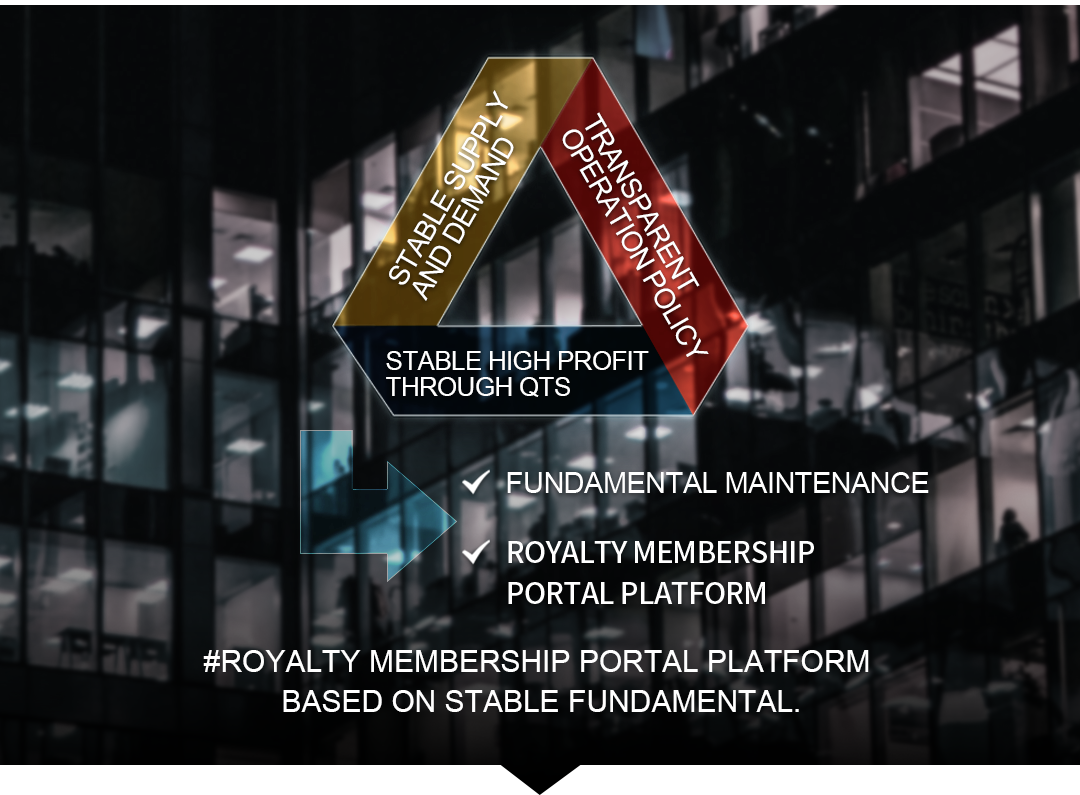 STABLE SUPPLY
AND DEMAND
TRANSPARENT
OPERATION POLICY
STABLE HIGH PROFIT
THROUGH QTS
FUNDAMENTAL MAINTENANCE
ROYALTY MEMBERSHIP
PORTAL PLATFORM
#ROYALTY MEMBERSHIP PORTAL PLATFORM
BASED ON STABLE FUNDAMENTAL.